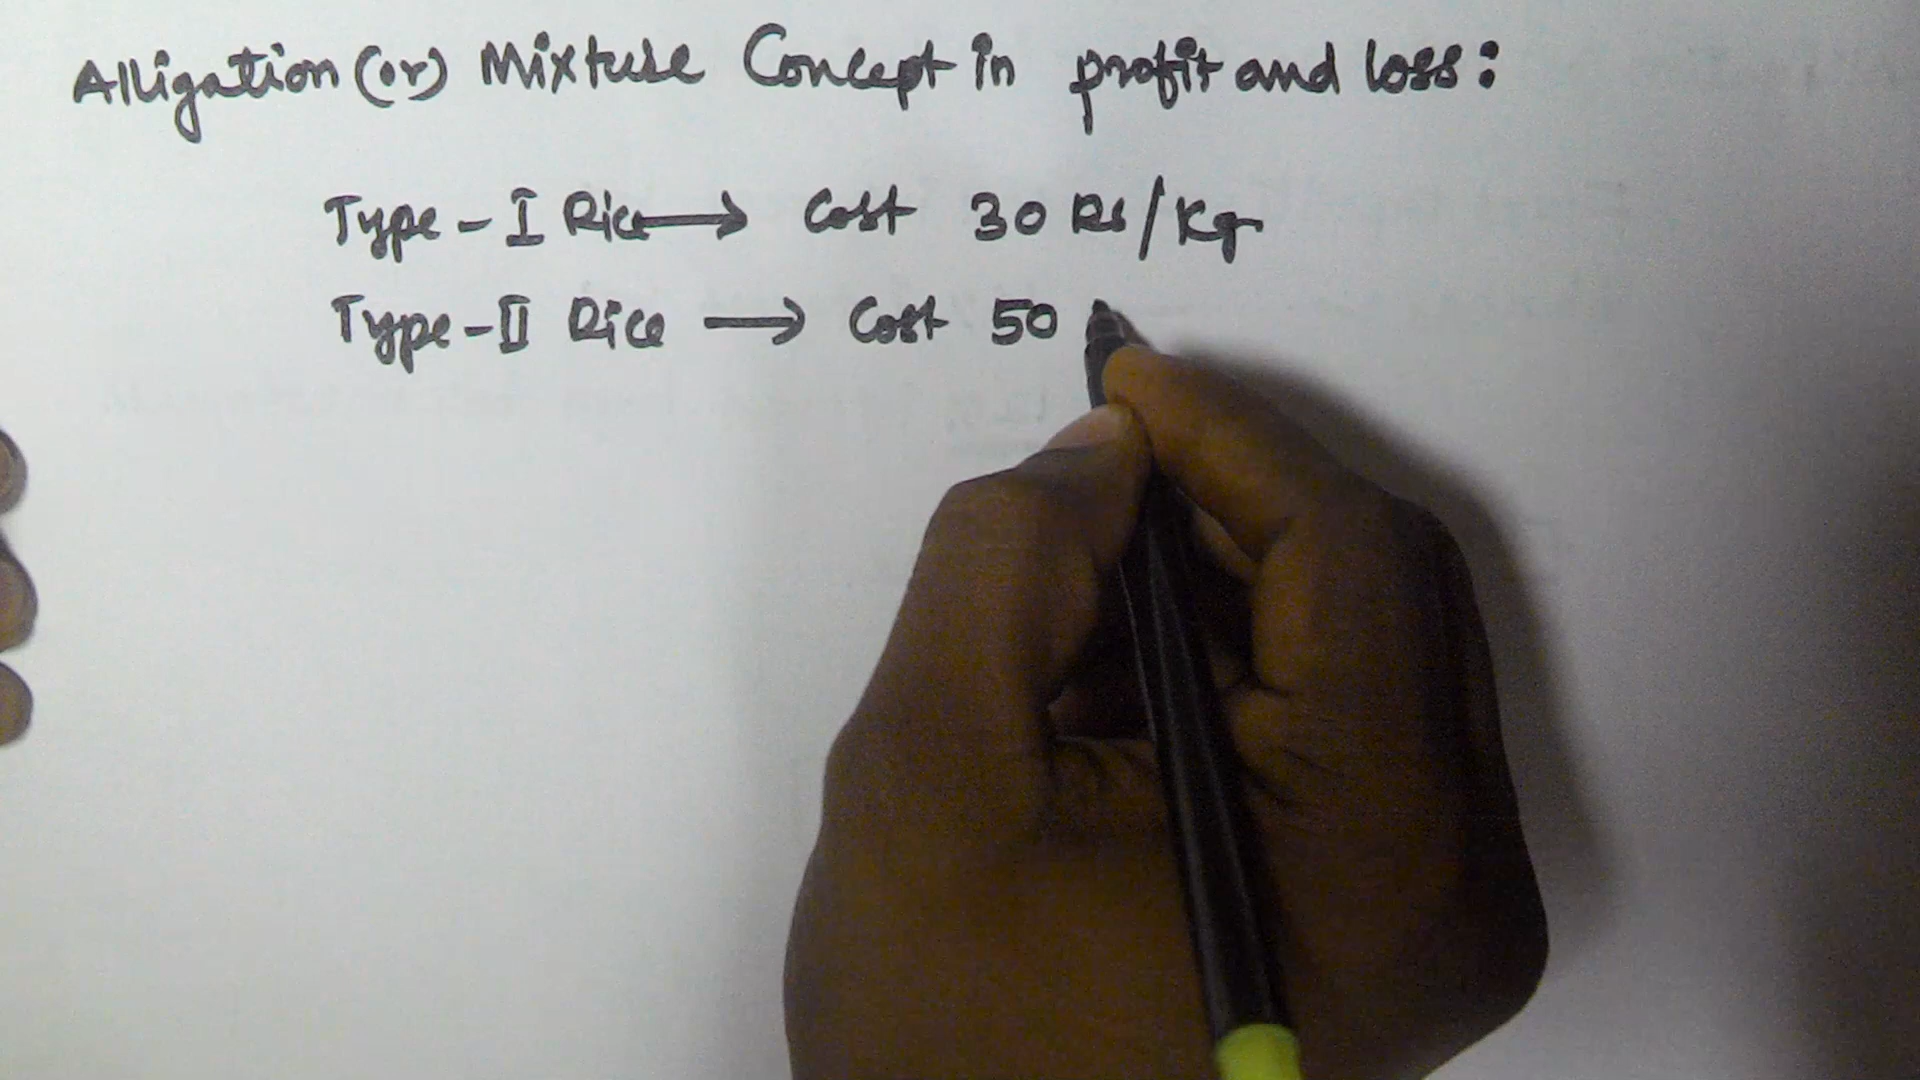 Alligation (or) Mixture Concept in profit and loss:
Type-I Rice → Cost 30 Rs/Kg
Type-II Rice → Cost 50